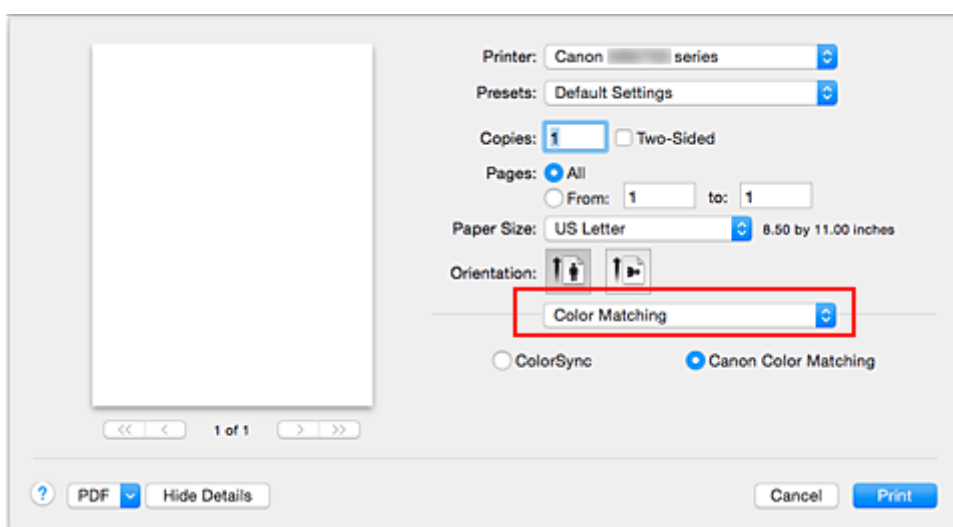 Printer: Canon series
Presets: Default Settings
Copies: 1 Two-Sided
Pages: All
From: 1 to: 1
Paper Size: US Letter 8.50 by 11.00 inches
Orientation:
Color Matching
ColorSync Canon Color Matching
<< < 1 of 1 > >>
? PDF Hide Details Cancel Print